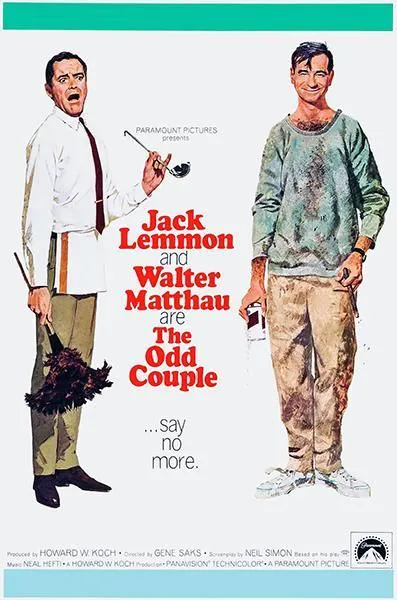 PARAMOUNT PICTURES
presents
Jack
Lemmon
and
Walter
Matthau
are
The
Odd
Couple
...say
no
more.
Produced by HOWARD W. KOCH • Directed by GENE SAKS • Screenplay by NEIL SIMON Based on his play
Music NEAL HEFTI • A HOWARD W. KOCH Production • PANAVISION® TECHNICOLOR® • A PARAMOUNT PICTURE
Paramount